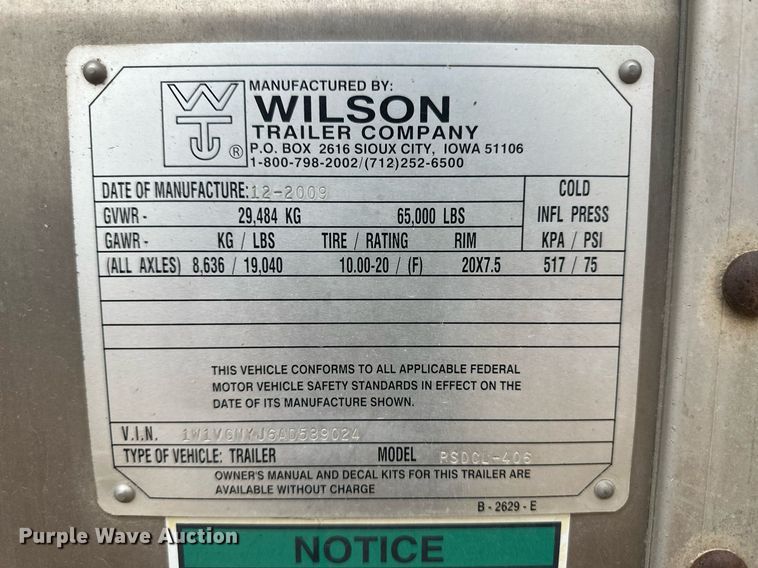 MANUFACTURED BY:
WILSON
TRAILER COMPANY
P.O. BOX 2616 SIOUX CITY, IOWA 51106
1-800-798-2002/(712)252-6500
WT ®
DATE OF MANUFACTURE: 12-2009 COLD
GVWR - 29,484 KG 65,000 LBS INFL PRESS
GAWR - KG / LBS TIRE / RATING RIM KPA / PSI
(ALL AXLES) 8,636 / 19,040 10.00-20 / (F) 20X7.5 517 / 75
THIS VEHICLE CONFORMS TO ALL APPLICABLE FEDERAL
MOTOR VEHICLE SAFETY STANDARDS IN EFFECT ON THE
DATE OF ITS MANUFACTURE SHOWN.
V.I.N. 1W1VGNYJ6AD539024
TYPE OF VEHICLE: TRAILER MODEL PSDCL-406
OWNER'S MANUAL AND DECAL KITS FOR THIS TRAILER ARE
AVAILABLE WITHOUT CHARGE
B - 2629 - E
Purple Wave Auction
NOTICE